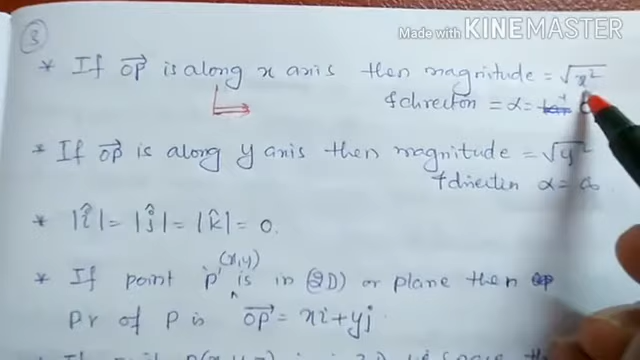 Made with KINEMASTER
3
* If OP is along x axis then magnitude = √x²
& direction = α =
* If OP is along y axis then magnitude = √y²
& direction α =
* |î| = |ĵ| = |k̂| = 0.
(x,y)
* If point 'p' is in (2D) or plane then
PV of P is OP = xi + yj